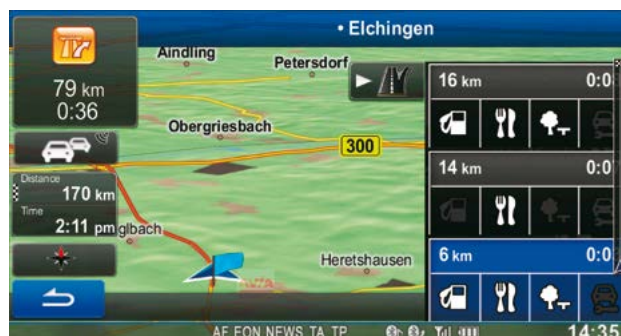 • Elchingen
79 km
0:36
Aindling
Petersdorf
Obergriesbach
300
16 km
0:0
14 km
0:0
6 km
0:0
Distance
170 km
Time
2:11 pm
glbach
Heretshausen
AF EON NEWS TA TP
14:35